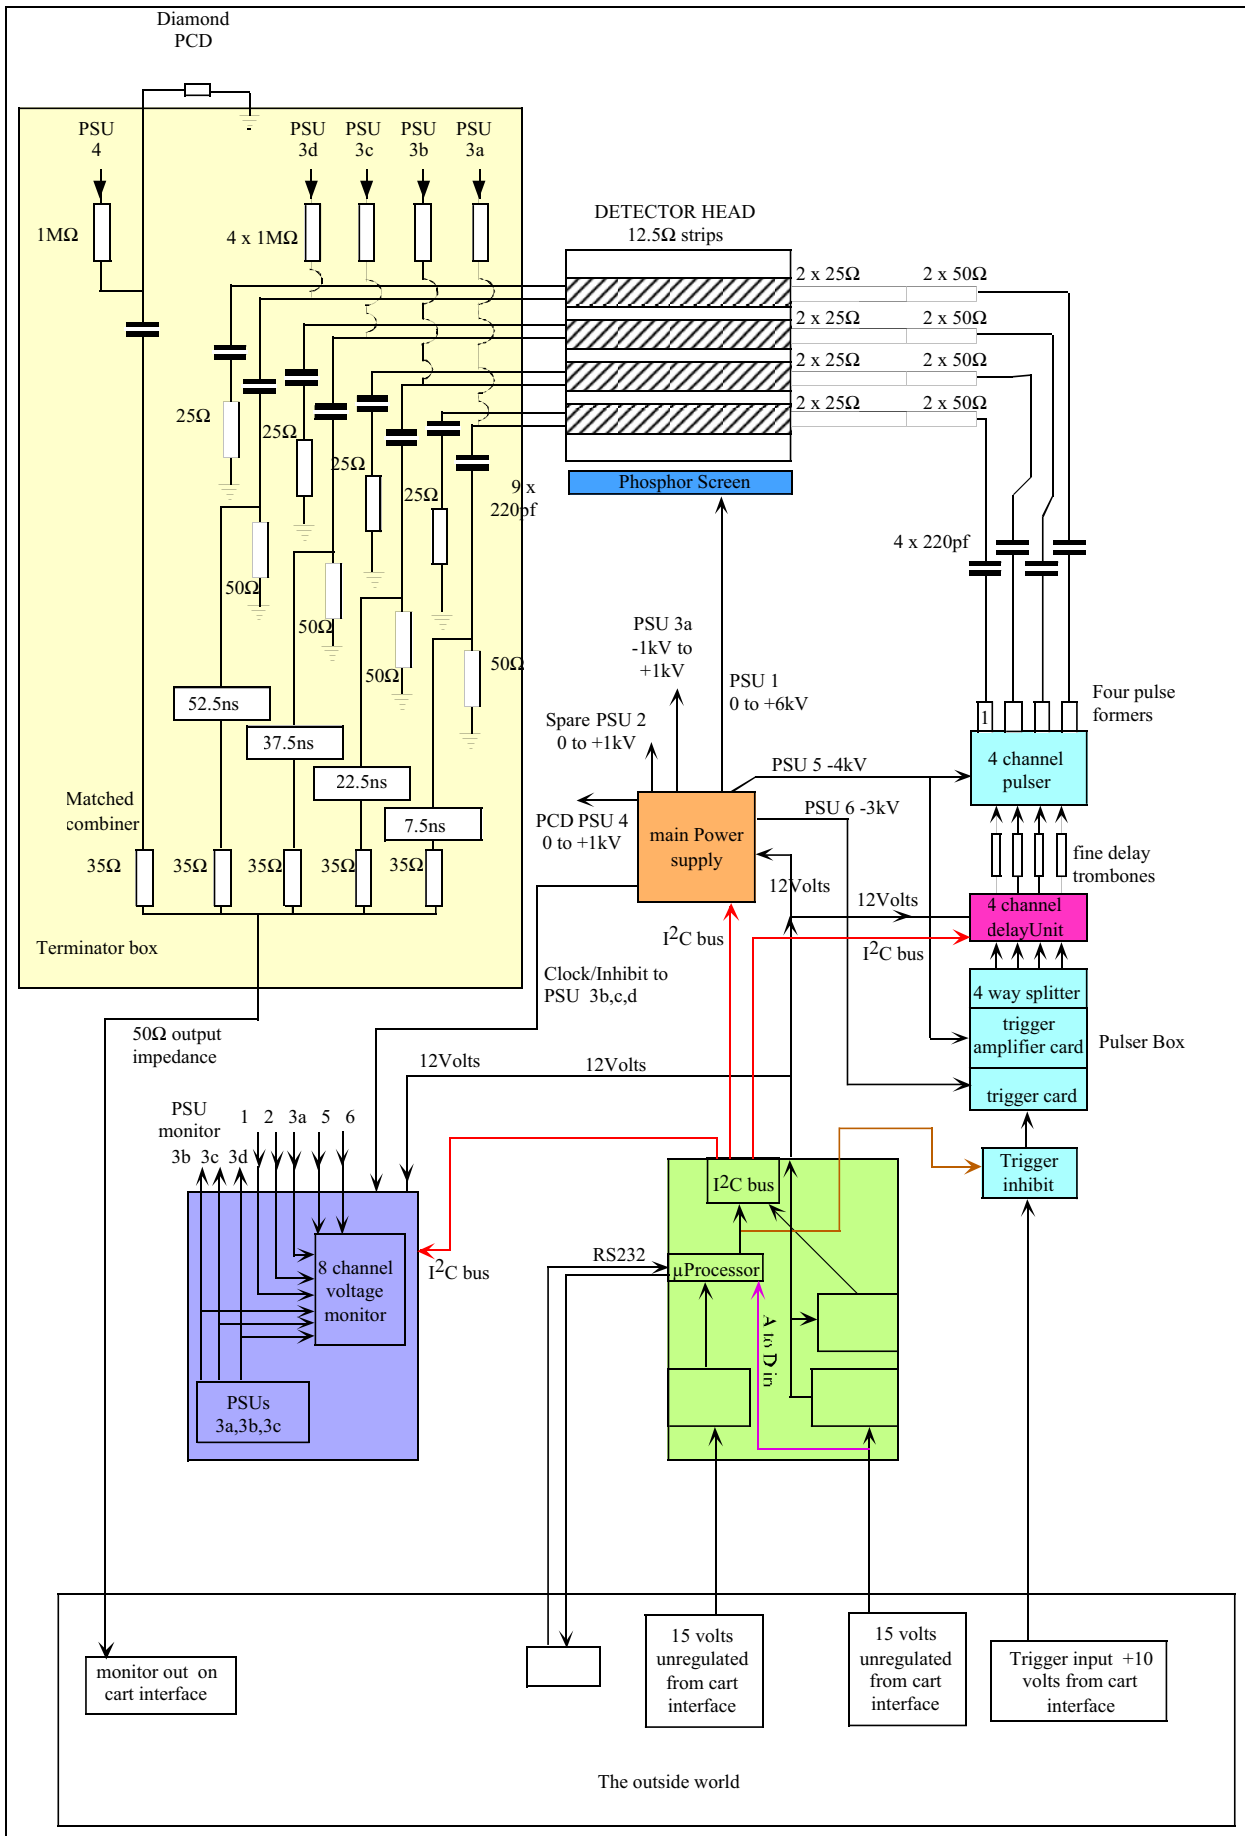 Diamond
PCD
PSU
4
PSU
3d
PSU
3c
PSU
3b
PSU
3a
1MΩ
4 x 1MΩ
DETECTOR HEAD
12.5Ω strips
2 x 25Ω
2 x 50Ω
2 x 25Ω
2 x 50Ω
2 x 25Ω
2 x 50Ω
2 x 25Ω
2 x 50Ω
25Ω
25Ω
25Ω
25Ω
9 x
220pf
Phosphor Screen
4 x 220pf
50Ω
50Ω
50Ω
50Ω
PSU 3a
-1kV to
+1kV
PSU 1
0 to +6kV
Spare PSU 2
0 to +1kV
Four pulse
formers
1
52.5ns
37.5ns
22.5ns
7.5ns
PSU 5 -4kV
4 channel
pulser
Matched
combiner
PCD PSU 4
0 to +1kV
main Power
supply
PSU 6 -3kV
fine delay
trombones
35Ω
35Ω
35Ω
35Ω
35Ω
12Volts
12Volts
4 channel
delayUnit
I2C bus
I2C bus
Terminator box
Clock/Inhibit to
PSU 3b,c,d
4 way splitter
trigger
amplifier card
Pulser Box
trigger card
50Ω output
impedance
12Volts
12Volts
PSU
monitor
1 2 3a 5 6
3b 3c 3d
I2C bus
Trigger
inhibit
RS232
µProcessor
I2C bus
8 channel
voltage
monitor
A to D in
PSUs
3a,3b,3c
monitor out on
cart interface
15 volts
unregulated
from cart
interface
15 volts
unregulated
from cart
interface
Trigger input +10
volts from cart
interface
The outside world